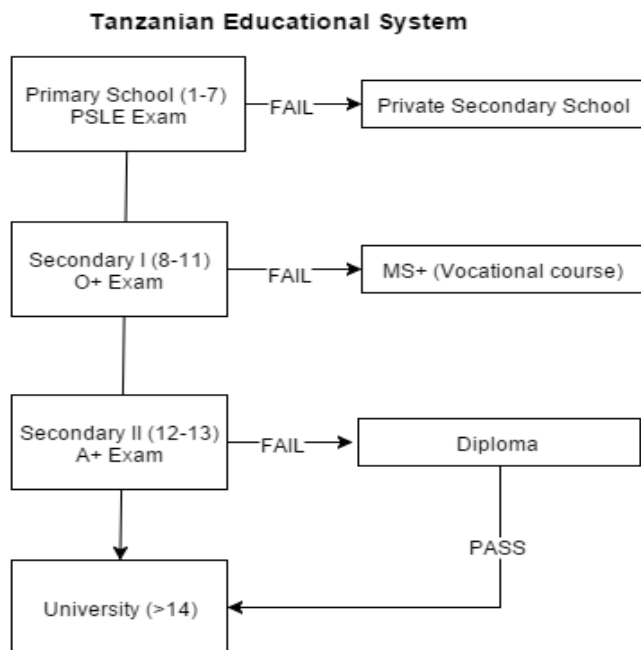 Tanzanian Educational System
Primary School (1-7)
PSLE Exam
FAIL
Private Secondary School
Secondary I (8-11)
O+ Exam
FAIL
MS+ (Vocational course)
Secondary II (12-13)
A+ Exam
FAIL
Diploma
PASS
University (>14)